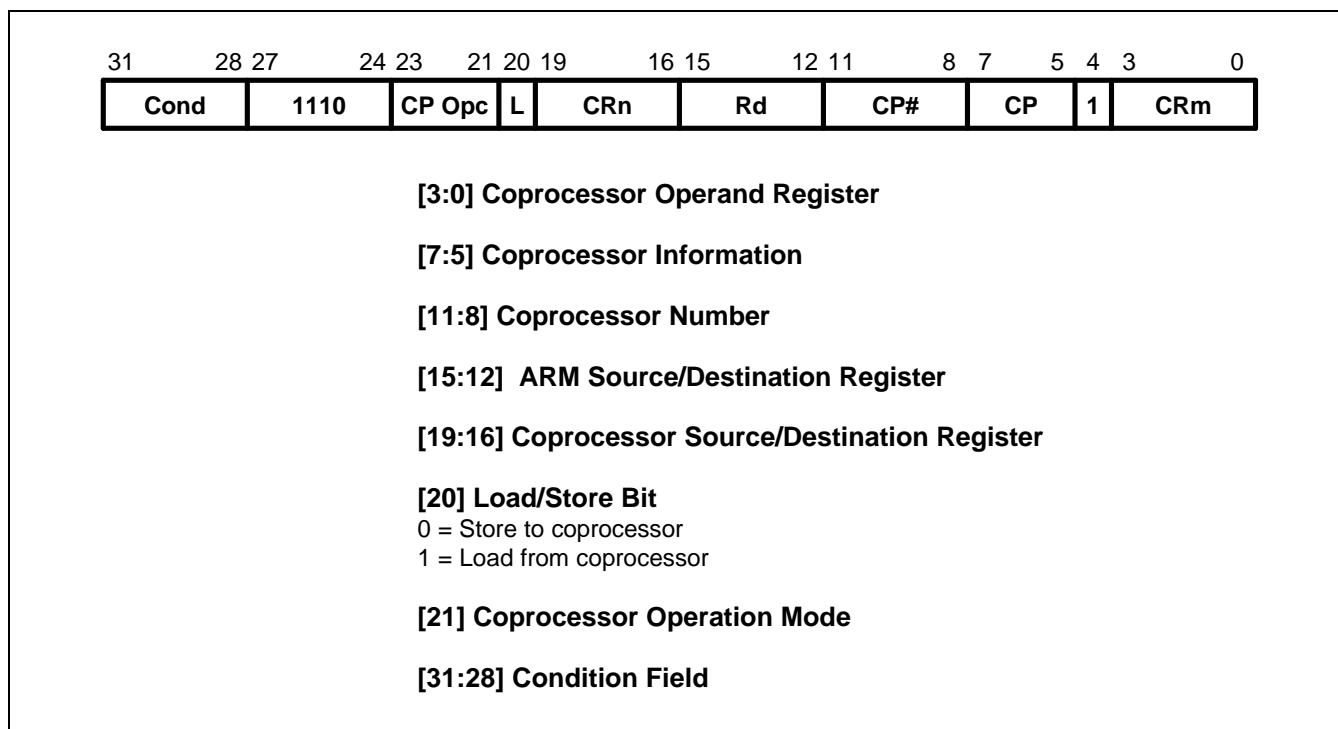 31 28 27 24 23 21 20 19 16 15 12 11 8 7 5 4 3 0
Cond 1110 CP Opc L CRn Rd CP# CP 1 CRm
[3:0] Coprocessor Operand Register
[7:5] Coprocessor Information
[11:8] Coprocessor Number
[15:12] ARM Source/Destination Register
[19:16] Coprocessor Source/Destination Register
[20] Load/Store Bit
0 = Store to coprocessor
1 = Load from coprocessor
[21] Coprocessor Operation Mode
[31:28] Condition Field